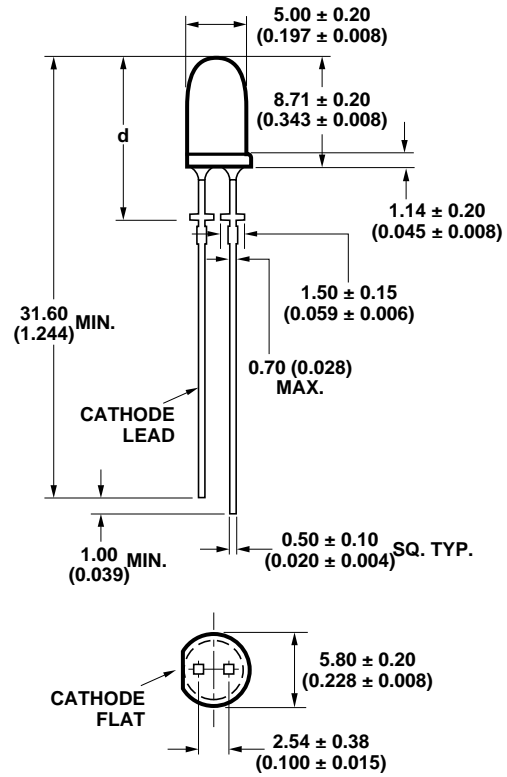 5.00 ± 0.20
(0.197 ± 0.008)
8.71 ± 0.20
(0.343 ± 0.008)
d
1.14 ± 0.20
(0.045 ± 0.008)
1.50 ± 0.15
(0.059 ± 0.006)
31.60
(1.244) MIN.
0.70 (0.028)
MAX.
CATHODE
LEAD
1.00
(0.039) MIN.
0.50 ± 0.10
(0.020 ± 0.004) SQ. TYP.
5.80 ± 0.20
(0.228 ± 0.008)
CATHODE
FLAT
2.54 ± 0.38
(0.100 ± 0.015)